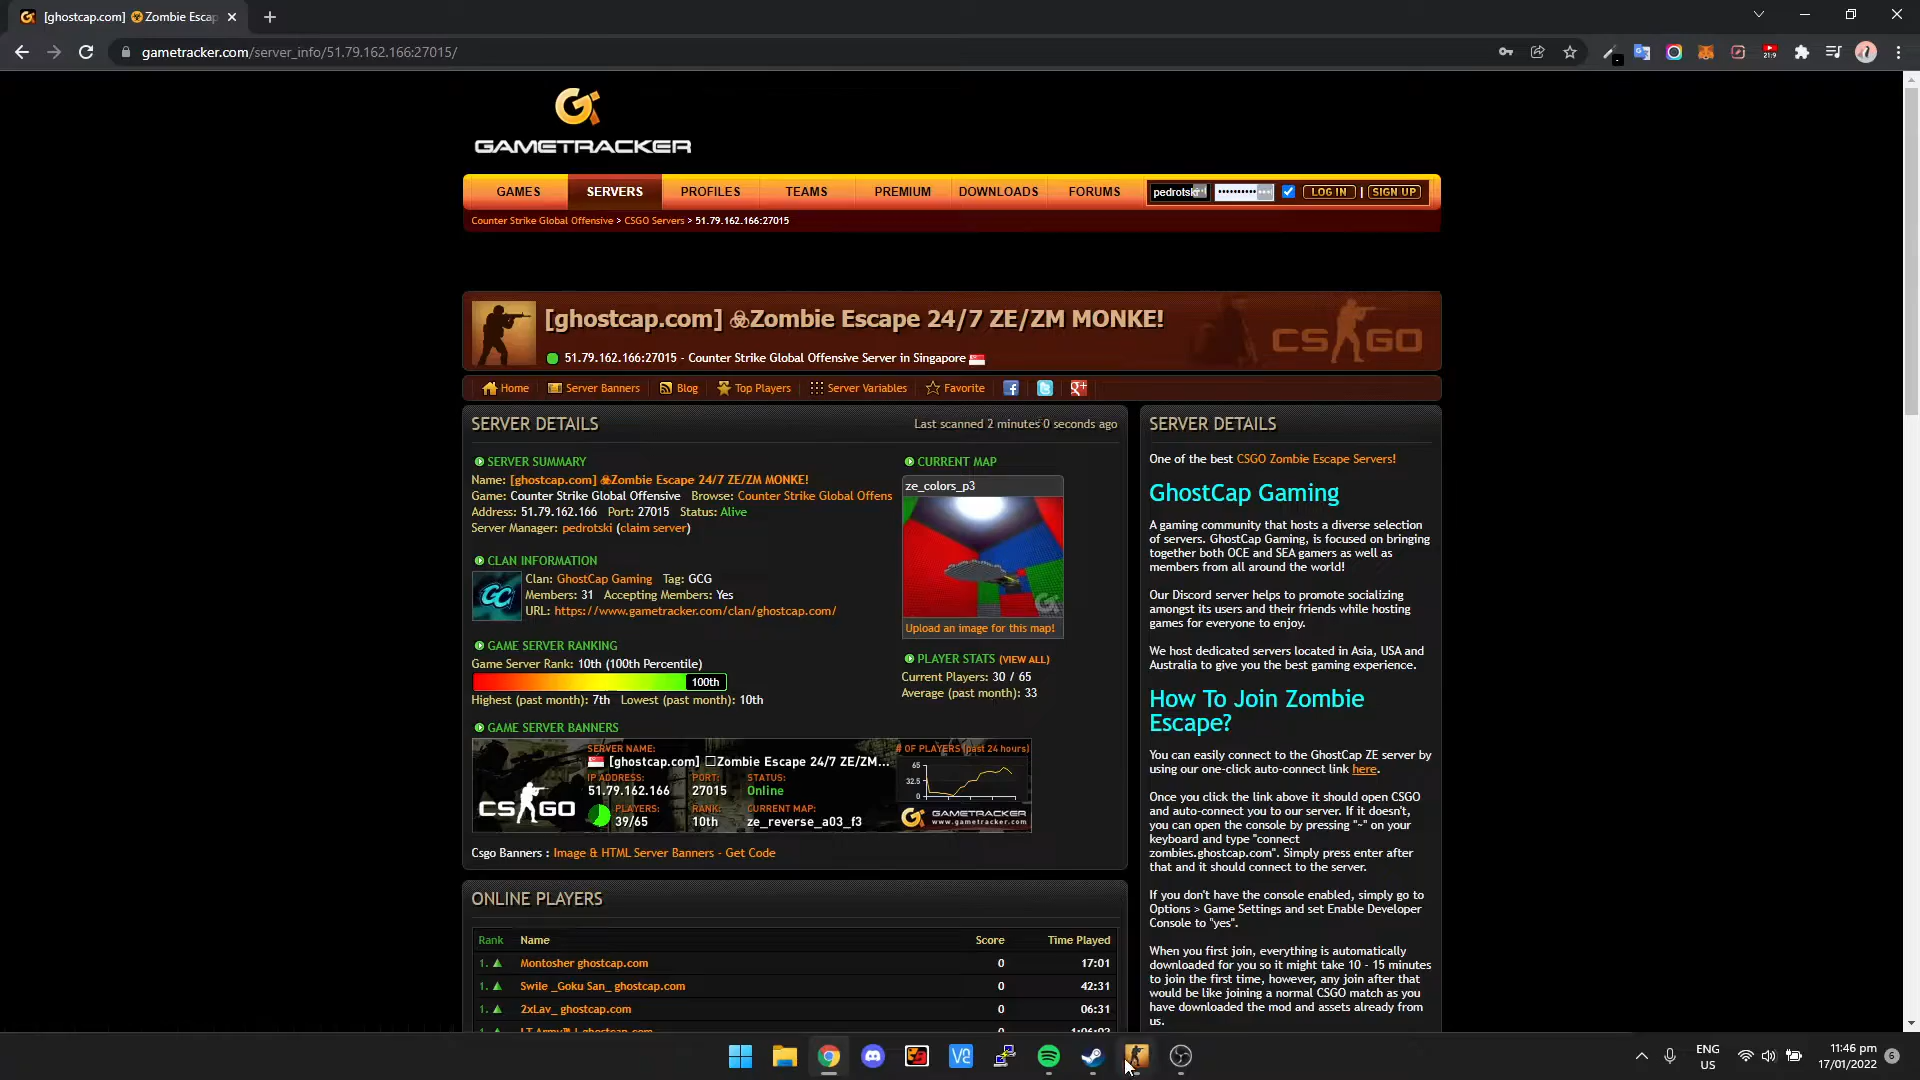 [ghostcap.com] ☣Zombie Escap
gametracker.com/server_info/51.79.162.166:27015/
GAMETRACKER
GAMES SERVERS PROFILES TEAMS PREMIUM DOWNLOADS FORUMS LOG IN | SIGN UP
Counter Strike Global Offensive > CSGO Servers > 51.79.162.166:27015
[ghostcap.com] ☣Zombie Escape 24/7 ZE/ZM MONKE!
CS GO
51.79.162.166:27015 - Counter Strike Global Offensive Server in Singapore
Home Server Banners Blog Top Players Server Variables Favorite
SERVER DETAILS Last scanned 2 minutes 0 seconds ago
SERVER SUMMARY
Name: [ghostcap.com] ☣Zombie Escape 24/7 ZE/ZM MONKE!
Game: Counter Strike Global Offensive Browse: Counter Strike Global Offens
Address: 51.79.162.166 Port: 27015 Status: Alive
Server Manager: pedrotski (claim server)
CLAN INFORMATION
GC
Clan: GhostCap Gaming Tag: GCG
Members: 31 Accepting Members: Yes
URL: https://www.gametracker.com/clan/ghostcap.com/
GAME SERVER RANKING
Game Server Rank: 10th (100th Percentile)
100th
Highest (past month): 7th Lowest (past month): 10th
CURRENT MAP
ze_colors_p3
Upload an image for this map!
PLAYER STATS (VIEW ALL)
Current Players: 30 / 65
Average (past month): 33
GAME SERVER BANNERS
SERVER NAME:
[ghostcap.com] □Zombie Escape 24/7 ZE/ZM...
IP ADDRESS: PORT: STATUS:
51.79.162.166 27015 Online
PLAYERS: RANK: CURRENT MAP:
39/65 10th ze_reverse_a03_f3
CS GO
# OF PLAYERS (past 24 hours)
65
32.5
0
GAMETRACKER
www.gametracker.com
Csgo Banners : Image & HTML Server Banners - Get Code
ONLINE PLAYERS
Rank Name Score Time Played
1. Montosher ghostcap.com 0 17:01
1. Swile _Goku San_ ghostcap.com 0 42:31
1. 2xLav_ ghostcap.com 0 06:31
SERVER DETAILS
One of the best CSGO Zombie Escape Servers!
GhostCap Gaming
A gaming community that hosts a diverse selection
of servers. GhostCap Gaming, is focused on bringing
together both OCE and SEA gamers as well as
members from all around the world!
Our Discord server helps to promote socializing
amongst its users and their friends while hosting
games for everyone to enjoy.
We host dedicated servers located in Asia, USA and
Australia to give you the best gaming experience.
How To Join Zombie
Escape?
You can easily connect to the GhostCap ZE server by
using our one-click auto-connect link here.
Once you click the link above it should open CSGO
and auto-connect you to our server. If it doesn't,
you can open the console by pressing "~" on your
keyboard and type "connect
zombies.ghostcap.com". Simply press enter after
that and it should connect to the server.
If you don't have the console enabled, simply go to
Options > Game Settings and set Enable Developer
Console to "yes".
When you first join, everything is automatically
downloaded for you so it might take 10 - 15 minutes
to join the first time, however, any join after that
would be like joining a normal CSGO match as you
have downloaded the mod and assets already from
us.
ENG
US
11:46 pm
17/01/2022
6